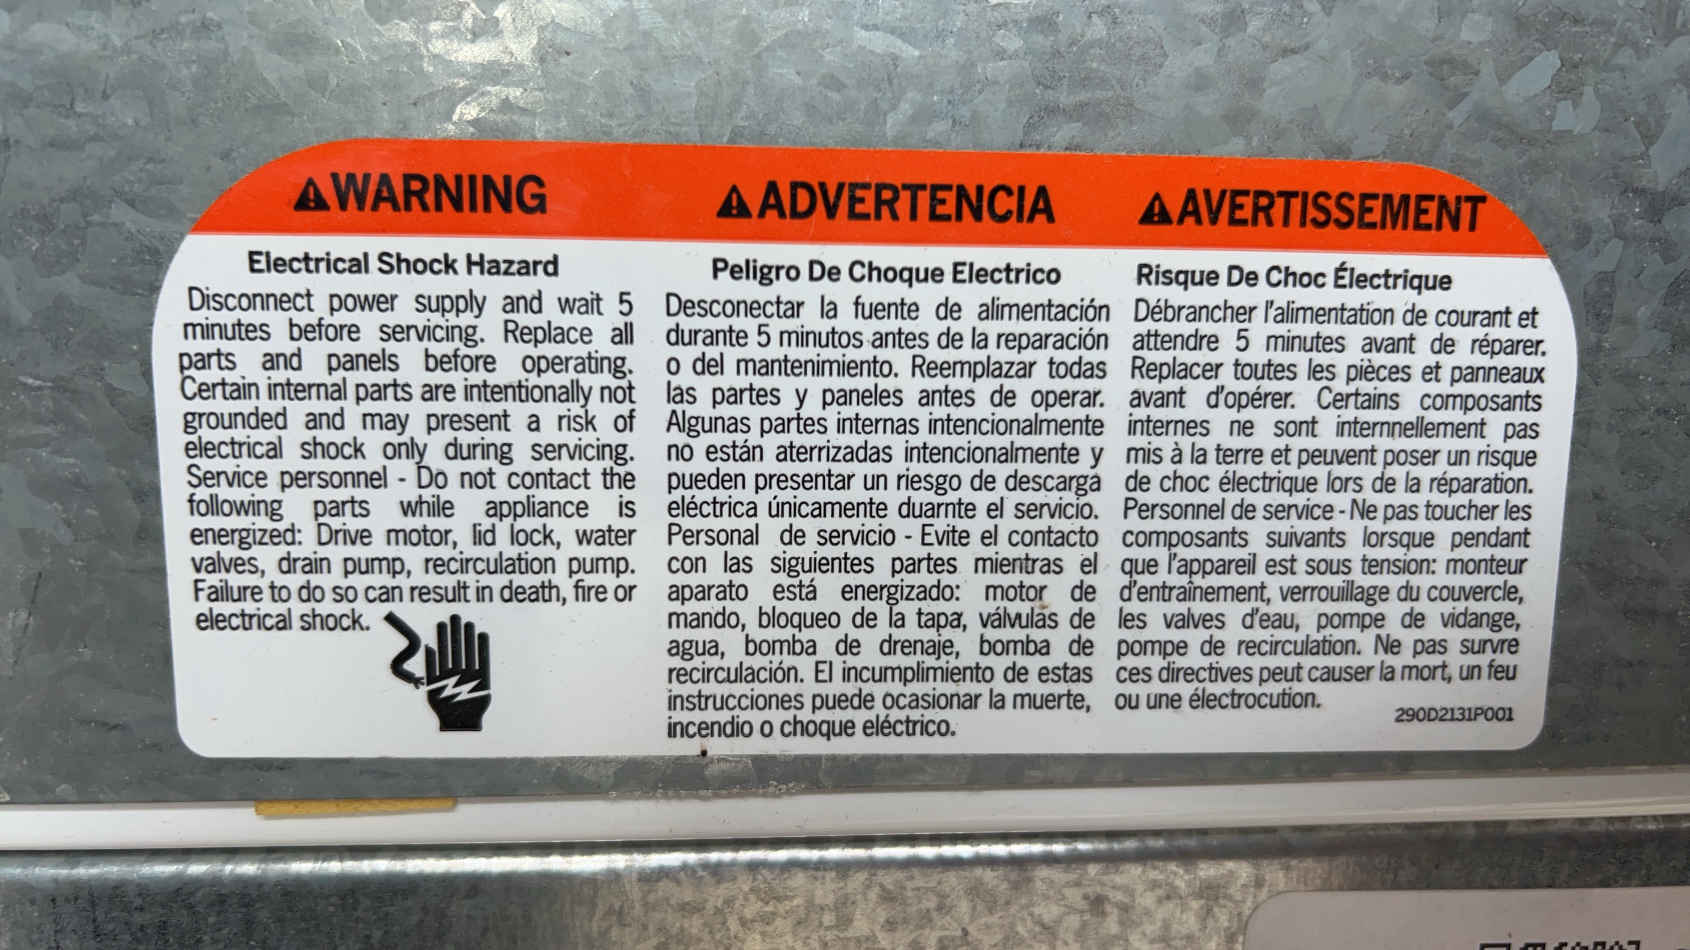 WARNING
Electrical Shock Hazard
Disconnect power supply and wait 5
minutes before servicing. Replace all
parts and panels before operating.
Certain internal parts are intentionally not
grounded and may present a risk of
electrical shock only during servicing.
Service personnel - Do not contact the
following parts while appliance is
energized: Drive motor, lid lock, water
valves, drain pump, recirculation pump.
Failure to do so can result in death, fire or
electrical shock.
ADVERTENCIA
Peligro De Choque Electrico
Desconectar la fuente de alimentación
durante 5 minutos antes de la reparación
o del mantenimiento. Reemplazar todas
las partes y paneles antes de operar.
Algunas partes internas intencionalmente
no están aterrizadas intencionalmente y
pueden presentar un riesgo de descarga
eléctrica únicamente duarnte el servicio.
Personal de servicio - Evite el contacto
con las siguientes partes mientras el
aparato está energizado: motor de
mando, bloqueo de la tapa, válvulas de
agua, bomba de drenaje, bomba de
recirculación. El incumplimiento de estas
instrucciones puede ocasionar la muerte,
incendio o choque eléctrico.
AVERTISSEMENT
Risque De Choc Électrique
Débrancher l'alimentation de courant et
attendre 5 minutes avant de réparer.
Replacer toutes les pièces et panneaux
avant d'opérer. Certains composants
internes ne sont internnellement pas
mis à la terre et peuvent poser un risque
de choc électrique lors de la réparation.
Personnel de service - Ne pas toucher les
composants suivants lorsque pendant
que l'appareil est sous tension: monteur
d'entraînement, verrouillage du couvercle,
les valves d'eau, pompe de vidange,
pompe de recirculation. Ne pas survre
ces directives peut causer la mort, un feu
ou une électrocution.
290D2131P001